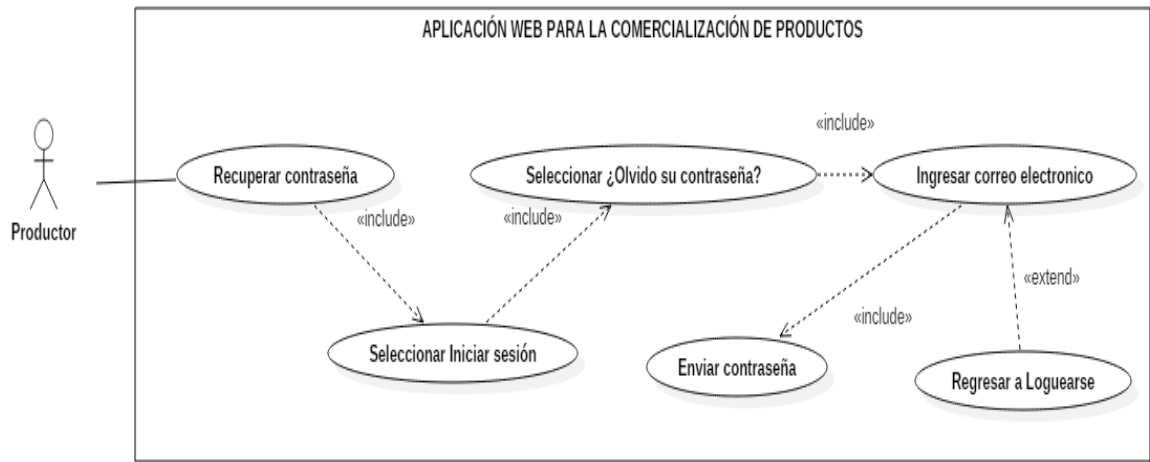 APLICACIÓN WEB PARA LA COMERCIALIZACIÓN DE PRODUCTOS
«include»
Recuperar contraseña
Seleccionar ¿Olvido su contraseña?
Ingresar correo electronico
«include»
«include»
Productor
«extend»
«include»
Seleccionar Iniciar sesión
Enviar contraseña
Regresar a Loguearse